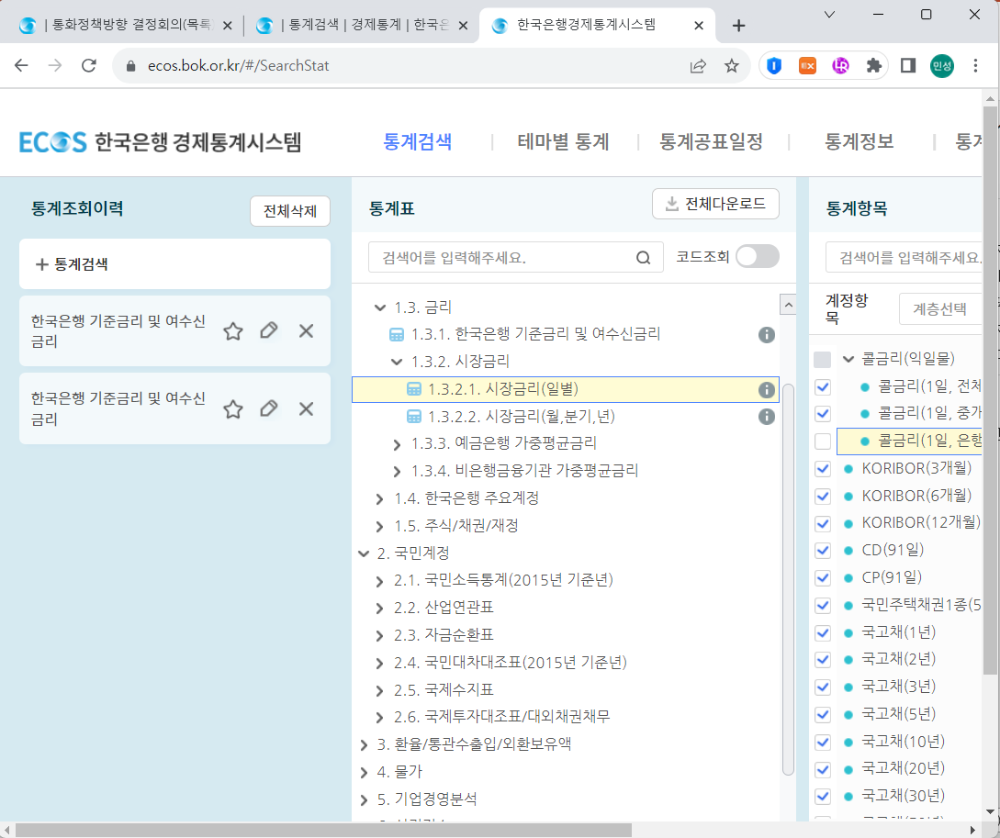 | 통화정책방향 결정회의(목록
| 통계검색 | 경제통계 | 한국은
한국은행경제통계시스템
ecos.bok.or.kr/#/SearchStat
EX
LR
민성
ECOS 한국은행 경제통계시스템
통계검색
테마별 통계
통계공표일정
통계정보
통계조회이력
전체삭제
+ 통계검색
한국은행 기준금리 및 여수신
금리
한국은행 기준금리 및 여수신
금리
통계표
전체다운로드
검색어를 입력해주세요.
코드조회
1.3. 금리
1.3.1. 한국은행 기준금리 및 여수신금리
1.3.2. 시장금리
1.3.2.1. 시장금리(일별)
1.3.2.2. 시장금리(월,분기,년)
1.3.3. 예금은행 가중평균금리
1.3.4. 비은행금융기관 가중평균금리
1.4. 한국은행 주요계정
1.5. 주식/채권/재정
2. 국민계정
2.1. 국민소득통계(2015년 기준년)
2.2. 산업연관표
2.3. 자금순환표
2.4. 국민대차대조표(2015년 기준년)
2.5. 국제수지표
2.6. 국제투자대조표/대외채권채무
3. 환율/통관수출입/외환보유액
4. 물가
5. 기업경영분석
통계항목
검색어를 입력해주세요.
계정항
목
계층선택
콜금리(익일물)
콜금리(1일, 전체
콜금리(1일, 중개
콜금리(1일, 은행
KORIBOR(3개월)
KORIBOR(6개월)
KORIBOR(12개월)
CD(91일)
CP(91일)
국민주택채권1종(5
국고채(1년)
국고채(2년)
국고채(3년)
국고채(5년)
국고채(10년)
국고채(20년)
국고채(30년)